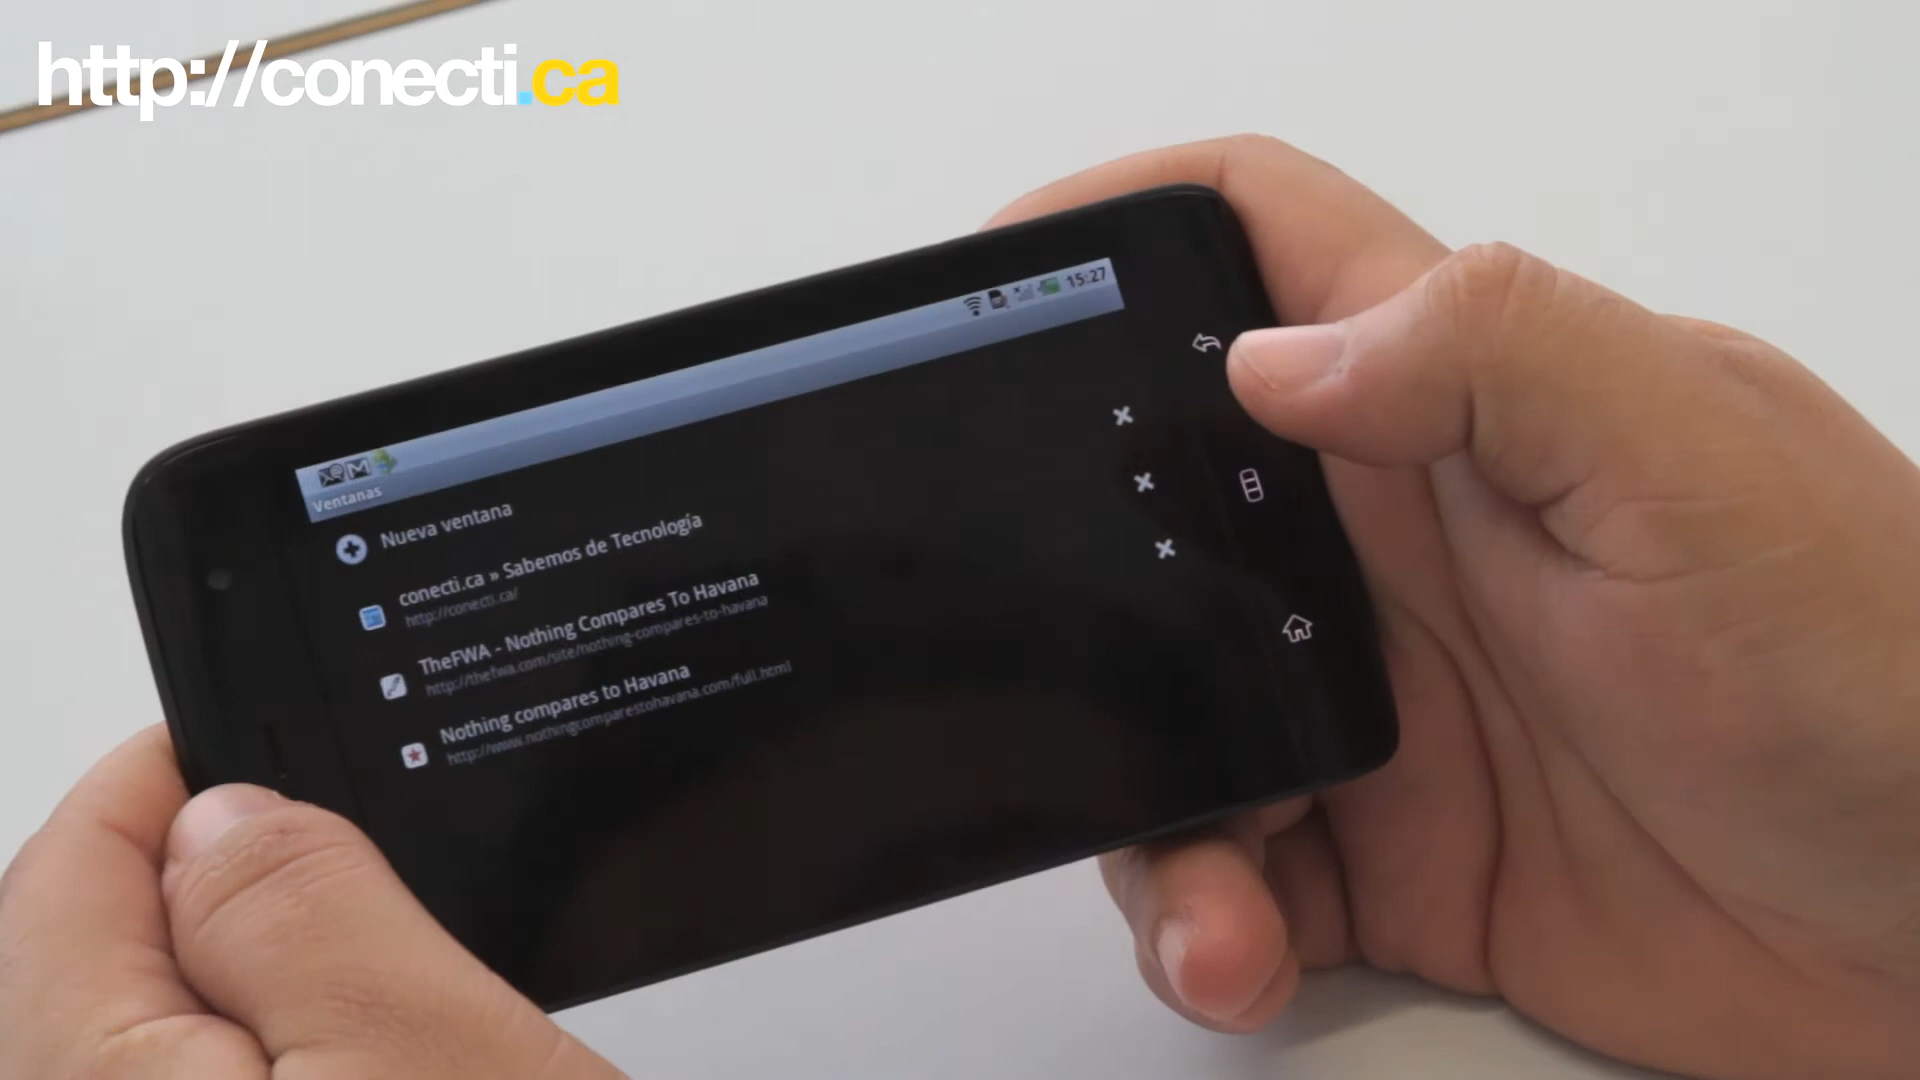 http://conecti.ca
15:27
Ventanas
Nueva ventana
conecti.ca » Sabemos de Tecnología
http://conecti.ca/
TheFWA - Nothing Compares To Havana
http://thefwa.com/site/nothing-compares-to-havana
Nothing compares to Havana
http://www.nothingcomparestohavana.com/full.html